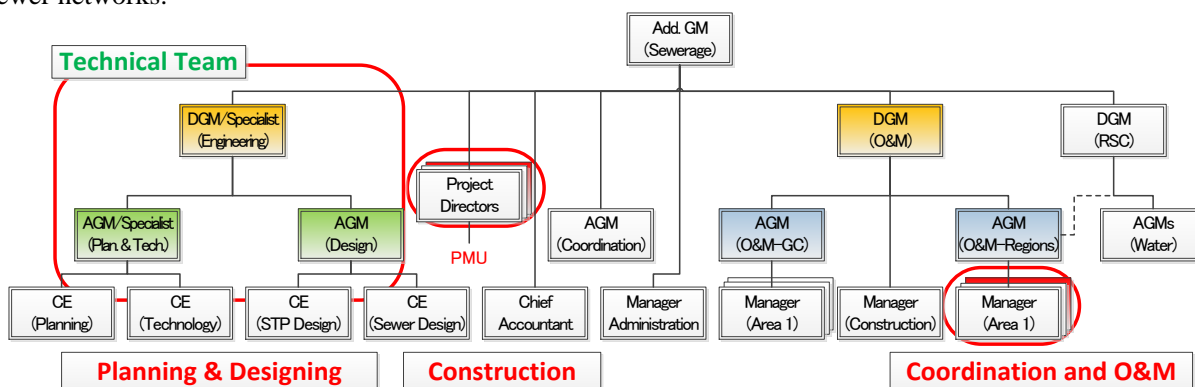 ewer networks.
Add. GM
(Sewerage)
Technical Team
DGM/Specialist
(Engineering)
DGM
(O&M)
DGM
(RSC)
Project
Directors
AGM/Specialist
(Plan. & Tech.)
AGM
(Design)
PMU
AGM
(Coordination)
AGM
(O&M-GC)
AGM
(O&M-Regions)
AGMs
(Water)
CE
(Planning)
CE
(Technology)
CE
(STP Design)
CE
(Sewer Design)
Chief
Accountant
Manager
Administration
Manager
(Area 1)
Manager
(Construction)
Manager
(Area 1)
Planning & Designing
Construction
Coordination and O&M